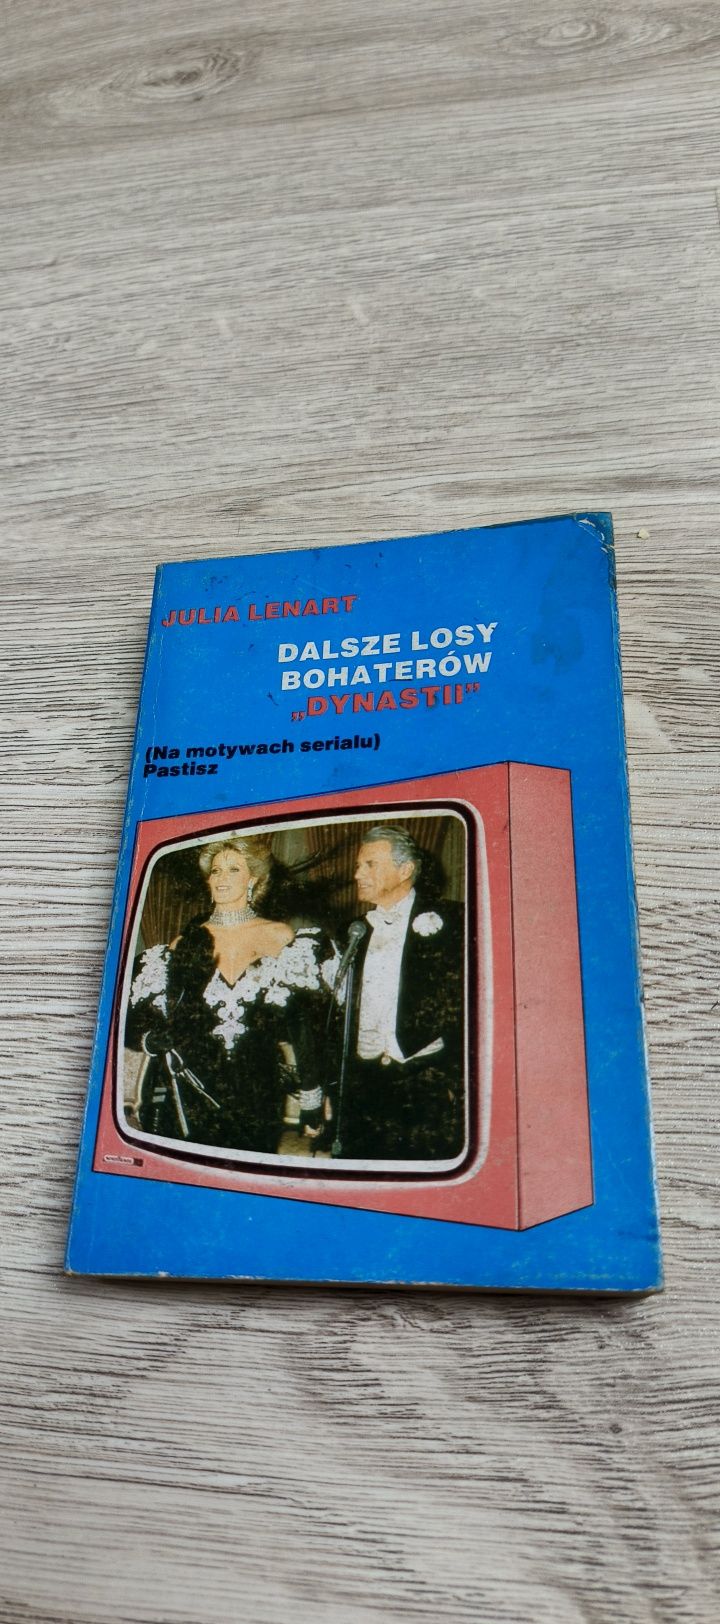 JULIA LENART
DALSZE LOSY
BOHATERÓW
„DYNASTII”
(Na motywach serialu)
Pastisz